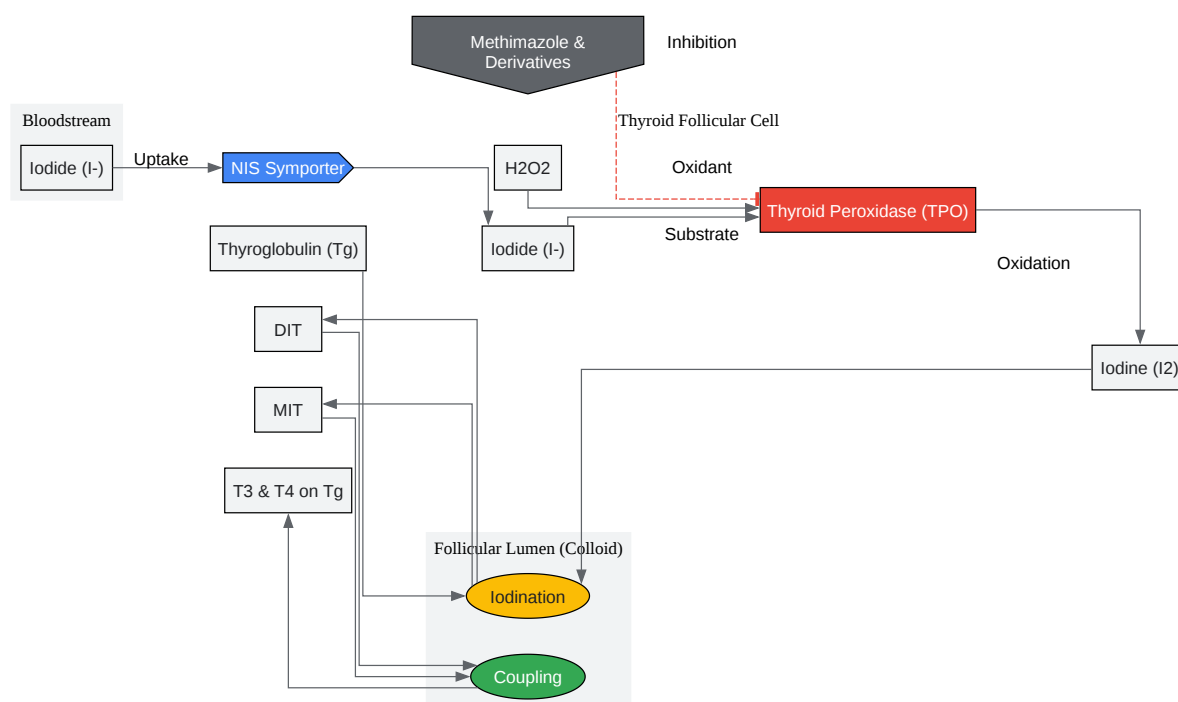 Methimazole &
Derivatives
Inhibition
Bloodstream
Thyroid Follicular Cell
Iodide (I-)
Uptake
NIS Symporter
H2O2
Oxidant
Thyroid Peroxidase (TPO)
Substrate
Thyroglobulin (Tg)
Iodide (I-)
Oxidation
DIT
Iodine (I2)
MIT
T3 & T4 on Tg
Follicular Lumen (Colloid)
Iodination
Coupling